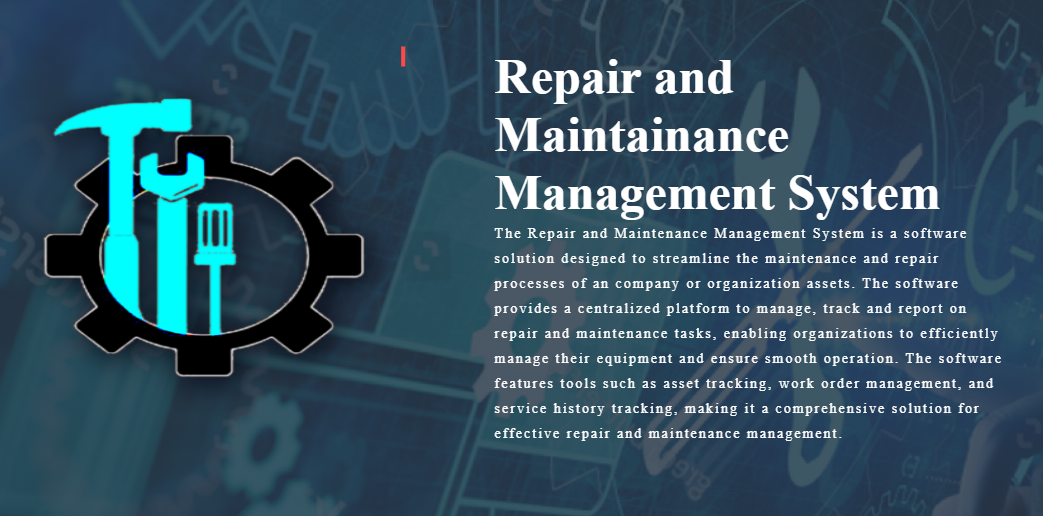 Repair and
Maintainance
Management System
The Repair and Maintenance Management System is a software
solution designed to streamline the maintenance and repair
processes of an company or organization assets. The software
provides a centralized platform to manage, track and report on
repair and maintenance tasks, enabling organizations to efficiently
manage their equipment and ensure smooth operation. The software
features tools such as asset tracking, work order management, and
service history tracking, making it a comprehensive solution for
effective repair and maintenance management.